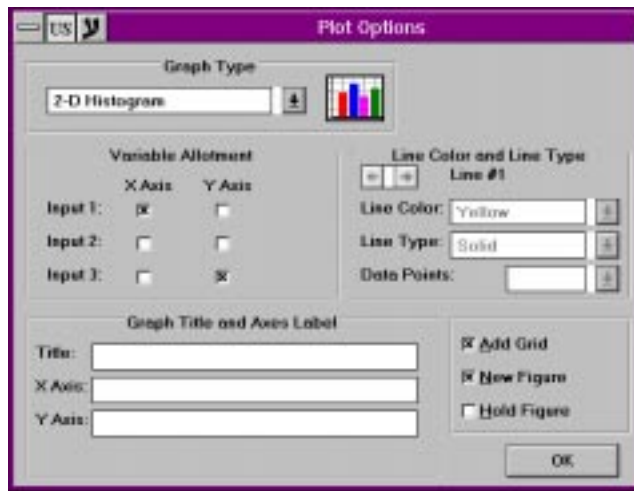 US ע Plot Options
Graph Type
2-D Histogram
Variable Allotment
X Axis Y Axis
Input 1:
Input 2:
Input 3:
Line Color and Line Type
Line #1
Line Color: Yellow
Line Type: Solid
Data Points:
Graph Title and Axes Label
Title:
X Axis:
Y Axis:
Add Grid
New Figure
Hold Figure
OK